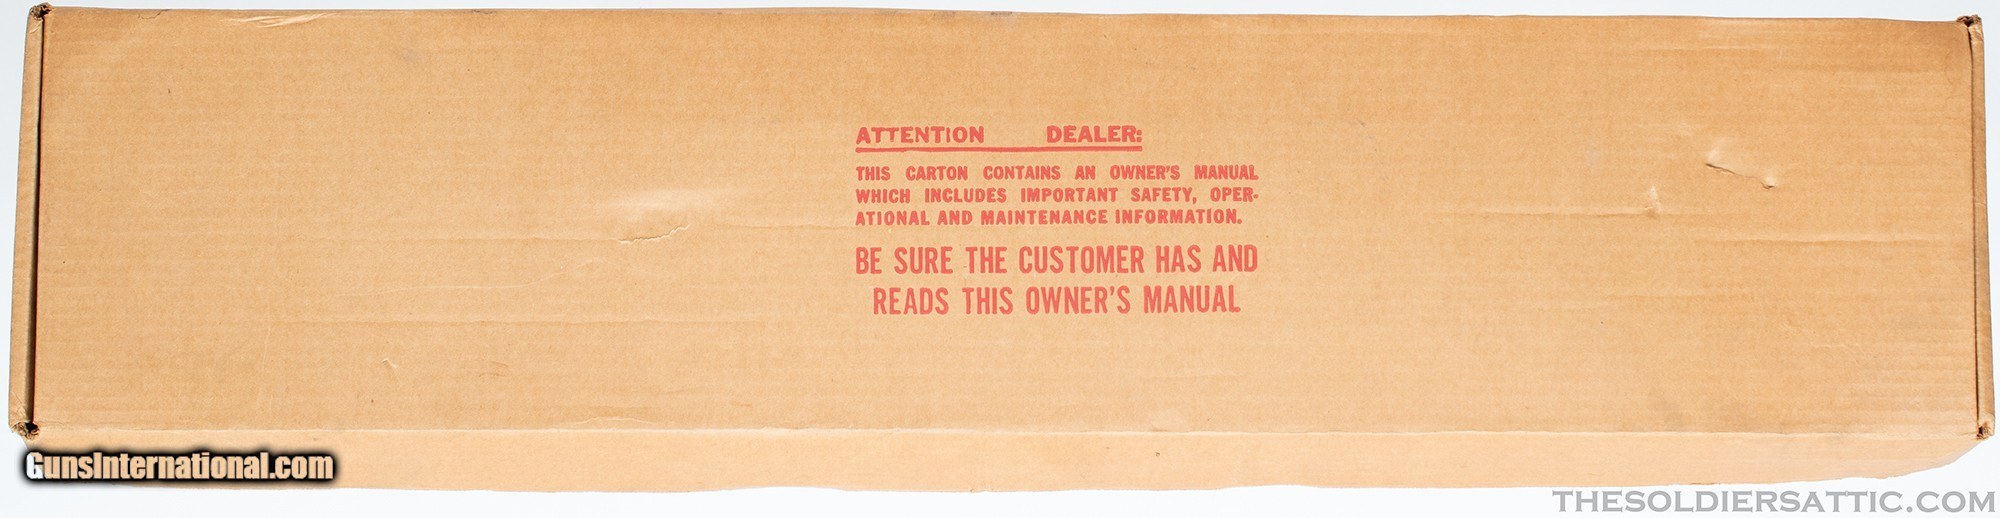 ATTENTION DEALER:
THIS CARTON CONTAINS AN OWNER'S MANUAL
WHICH INCLUDES IMPORTANT SAFETY, OPER-
ATIONAL AND MAINTENANCE INFORMATION.
BE SURE THE CUSTOMER HAS AND
READS THIS OWNER'S MANUAL
GunsInternational.com
THESOLDIERSATTIC.COM